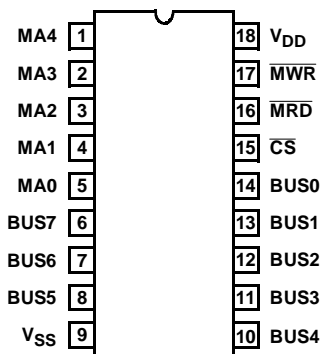 MA4 1 18 VDD
MA3 2 17 MWR
MA2 3 16 MRD
MA1 4 15 CS
MA0 5 14 BUS0
BUS7 6 13 BUS1
BUS6 7 12 BUS2
BUS5 8 11 BUS3
VSS 9 10 BUS4